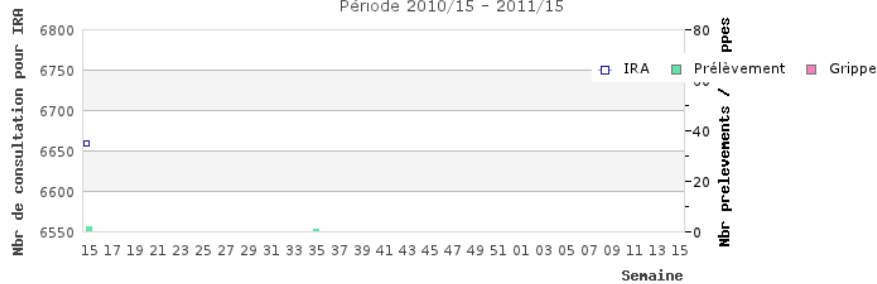 Période 2010/15 - 2011/15
Nbr de consultation pour IRA
6800
6750
6700
6650
6600
6550
80
40
20
0
Nbr prelevements /
IRA Prélèvement Grippe
15 17 19 21 23 25 27 29 31 33 35 37 39 41 43 45 47 49 51 01 03 05 07 09 11 13 15
Semaine